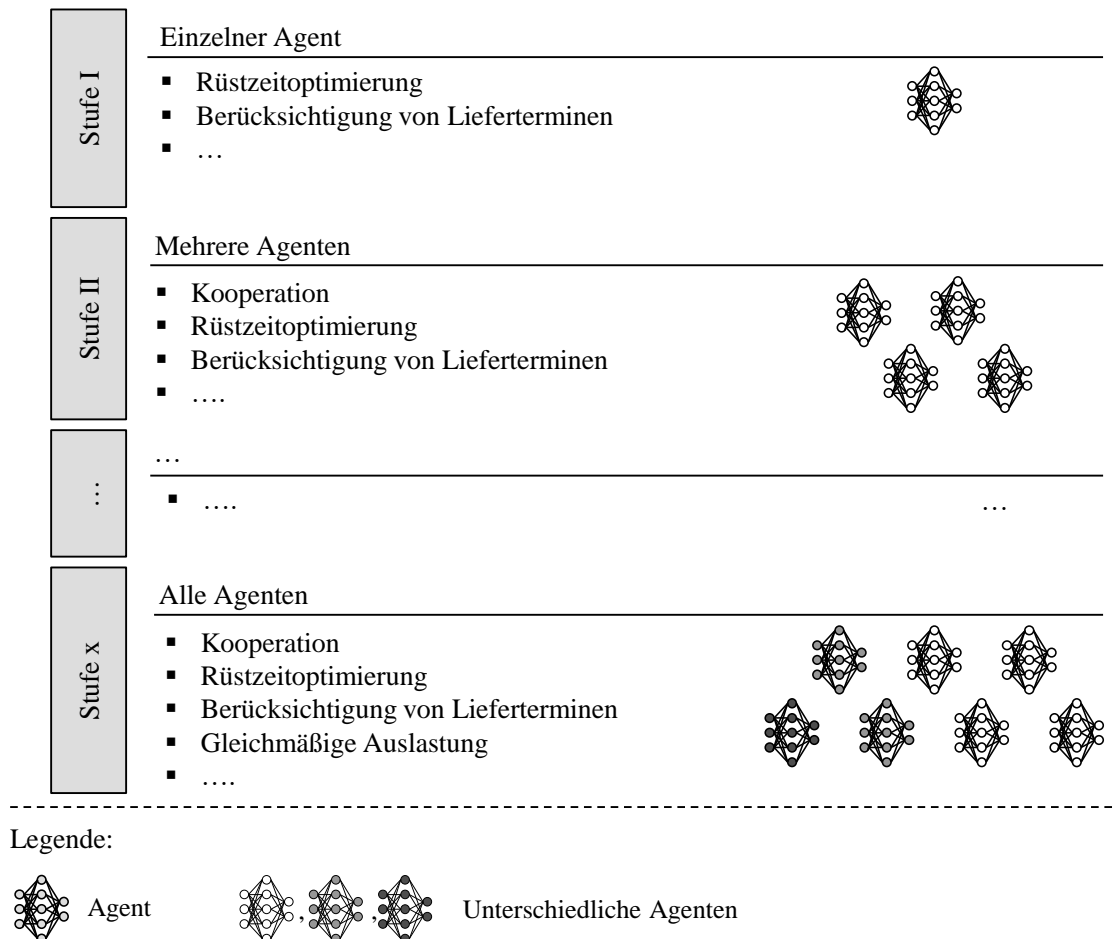 Stufe I
Einzelner Agent
▪ Rüstzeitoptimierung
▪ Berücksichtigung von Lieferterminen
▪ …
Stufe II
Mehrere Agenten
▪ Kooperation
▪ Rüstzeitoptimierung
▪ Berücksichtigung von Lieferterminen
▪ ….
…
…
▪ ….
…
Stufe x
Alle Agenten
▪ Kooperation
▪ Rüstzeitoptimierung
▪ Berücksichtigung von Lieferterminen
▪ Gleichmäßige Auslastung
▪ ….
Legende:
Agent
, , Unterschiedliche Agenten